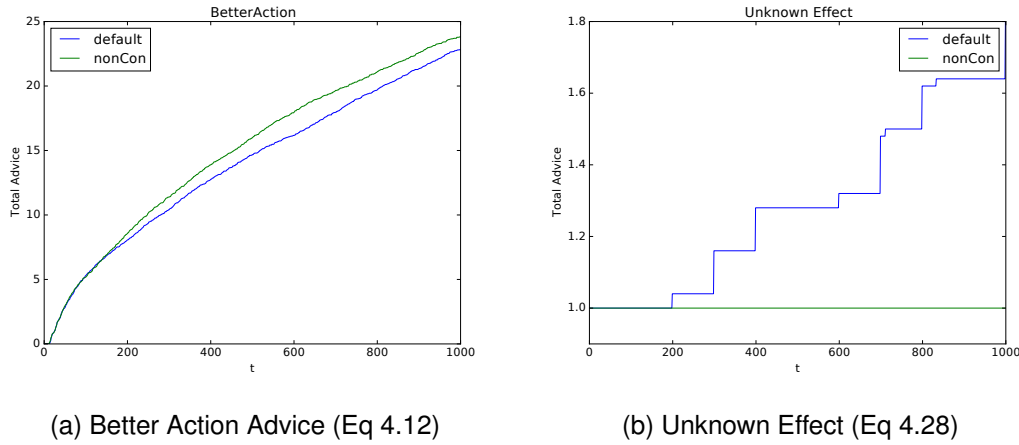 BetterAction
default
nonCon
Total Advice
25
20
15
10
5
0
0 200 400 600 800 1000
t
(a) Better Action Advice (Eq 4.12)
Unknown Effect
default
nonCon
Total Advice
1.8
1.6
1.4
1.2
1.0
0 200 400 600 800 1000
t
(b) Unknown Effect (Eq 4.28)